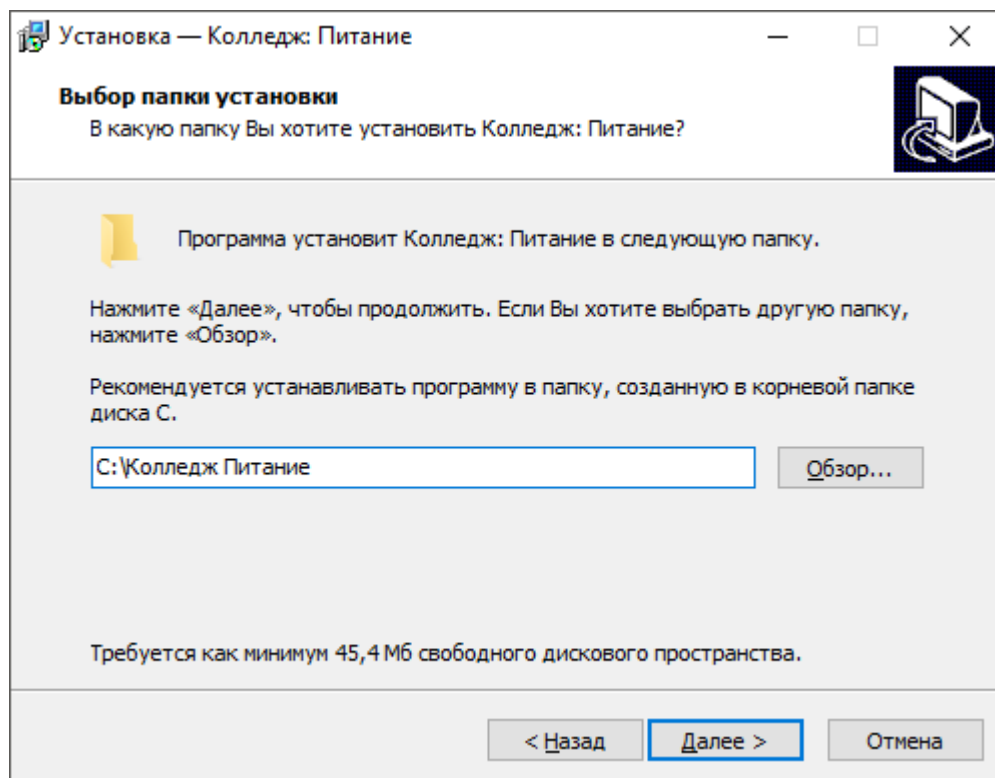 Установка — Колледж: Питание
Выбор папки установки
В какую папку Вы хотите установить Колледж: Питание?
Программа установит Колледж: Питание в следующую папку.
Нажмите «Далее», чтобы продолжить. Если Вы хотите выбрать другую папку,
нажмите «Обзор».
Рекомендуется устанавливать программу в папку, созданную в корневой папке
диска C.
C:\Колледж Питание
Обзор...
Требуется как минимум 45,4 Мб свободного дискового пространства.
< Назад
Далее >
Отмена